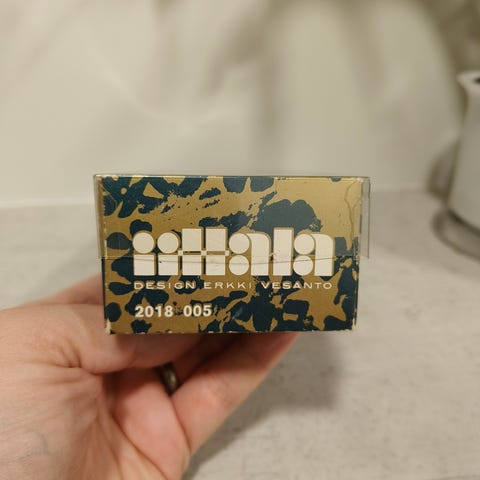 iittala
DESIGN ERKKI VESANTO
2018 005